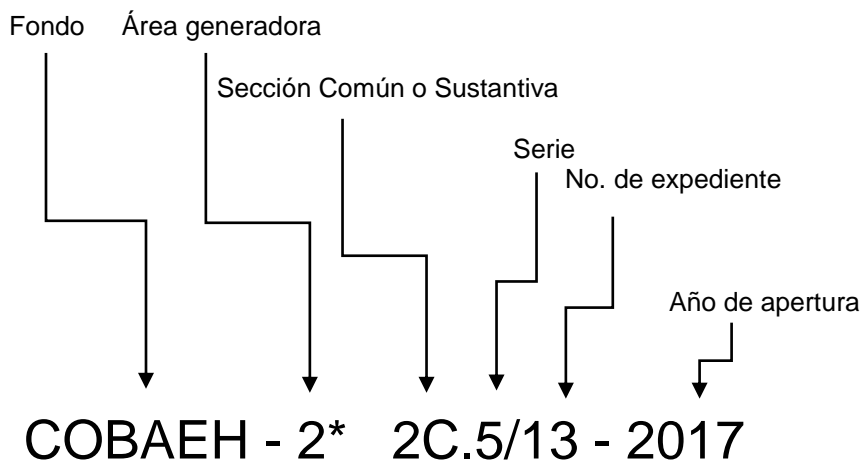 Fondo Área generadora
Sección Común o Sustantiva
Serie
No. de expediente
Año de apertura
COBAEH - 2* 2C.5/13 - 2017